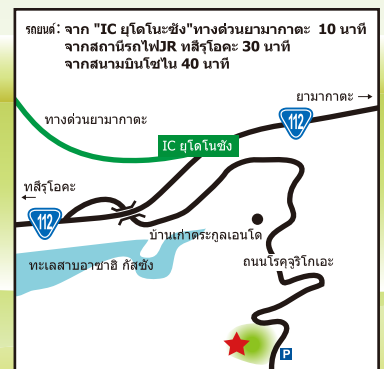 รถยนต์: จาก "IC ยุโดโนะซัง"ทางด่วนยามากาตะ 10 นาที
จากสถานีรถไฟJR ทสึรุโอคะ 30 นาที
จากสนามบินโชไน 40 นาที
ยามากาตะ →
112
ทางด่วนยามากาตะ
IC ยุโดโนซัง
ทสึรุโอคะ
←
112
บ้านเก่าตระกูลเอนโด
ทะเลสาบอาซาฮิ กัสซัง
ถนนโรคุจูริโกเอะ
P